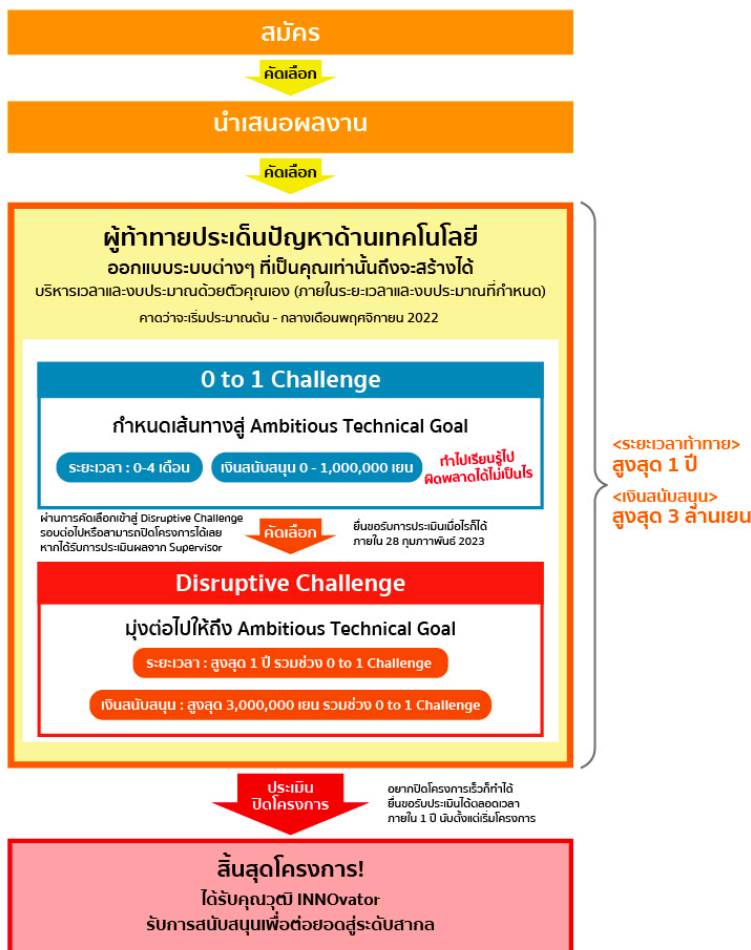 สมัคร
คัดเลือก
นำเสนอผลงาน
คัดเลือก
ผู้ท้าทายประเด็นปัญหาด้านเทคโนโลยี
ออกแบบระบบต่างๆ ที่เป็นคุณเท่านั้นถึงจะสร้างได้
บริหารเวลาและงบประมาณด้วยตัวคุณเอง (ภายในระยะเวลาและงบประมาณที่กำหนด)
คาดว่าจะเริ่มประมาณต้น - กลางเดือนพฤศจิกายน 2022
0 to 1 Challenge
กำหนดเส้นทางสู่ Ambitious Technical Goal
ระยะเวลา : 0-4 เดือน
เงินสนับสนุน 0 - 1,000,000 เยน
ทำไปเรียนรู้ไป
ผิดพลาดได้ไม่เป็นไร
ผ่านการคัดเลือกเข้าสู่ Disruptive Challenge
รอบต่อไปหรือสามารถปิดโครงการได้เลย
หากได้รับการประเมินผลจาก Supervisor
คัดเลือก
ยื่นขอรับการประเมินเมื่อไรก็ได้
ภายใน 28 กุมภาพันธ์ 2023
Disruptive Challenge
มุ่งต่อไปให้ถึง Ambitious Technical Goal
ระยะเวลา : สูงสุด 1 ปี รวมช่วง 0 to 1 Challenge
เงินสนับสนุน : สูงสุด 3,000,000 เยน รวมช่วง 0 to 1 Challenge
<ระยะเวลาท้าทาย>
สูงสุด 1 ปี
<เงินสนับสนุน>
สูงสุด 3 ล้านเยน
ประเมิน
ปิดโครงการ
อยากปิดโครงการเร็วก็ทำได้
ยื่นขอรับประเมินได้ตลอดเวลา
ภายใน 1 ปี นับตั้งแต่เริ่มโครงการ
สิ้นสุดโครงการ!
ได้รับคุณวุฒิ INNOvator
รับการสนับสนุนเพื่อต่อยอดสู่ระดับสากล